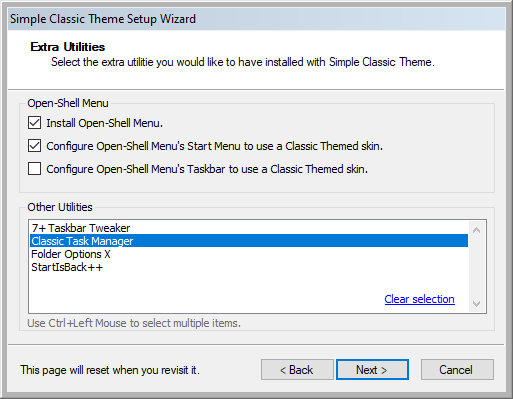 Simple Classic Theme Setup Wizard
Extra Utilities
Select the extra utilitie you would like to have installed with Simple Classic Theme.
Open-Shell Menu
Install Open-Shell Menu.
Configure Open-Shell Menu's Start Menu to use a Classic Themed skin.
Configure Open-Shell Menu's Taskbar to use a Classic Themed skin.
Other Utilities
7+ Taskbar Tweaker
Classic Task Manager
Folder Options X
StartIsBack++
Clear selection
Use Ctrl+Left Mouse to select multiple items.
This page will reset when you revisit it.
< Back
Next >
Cancel